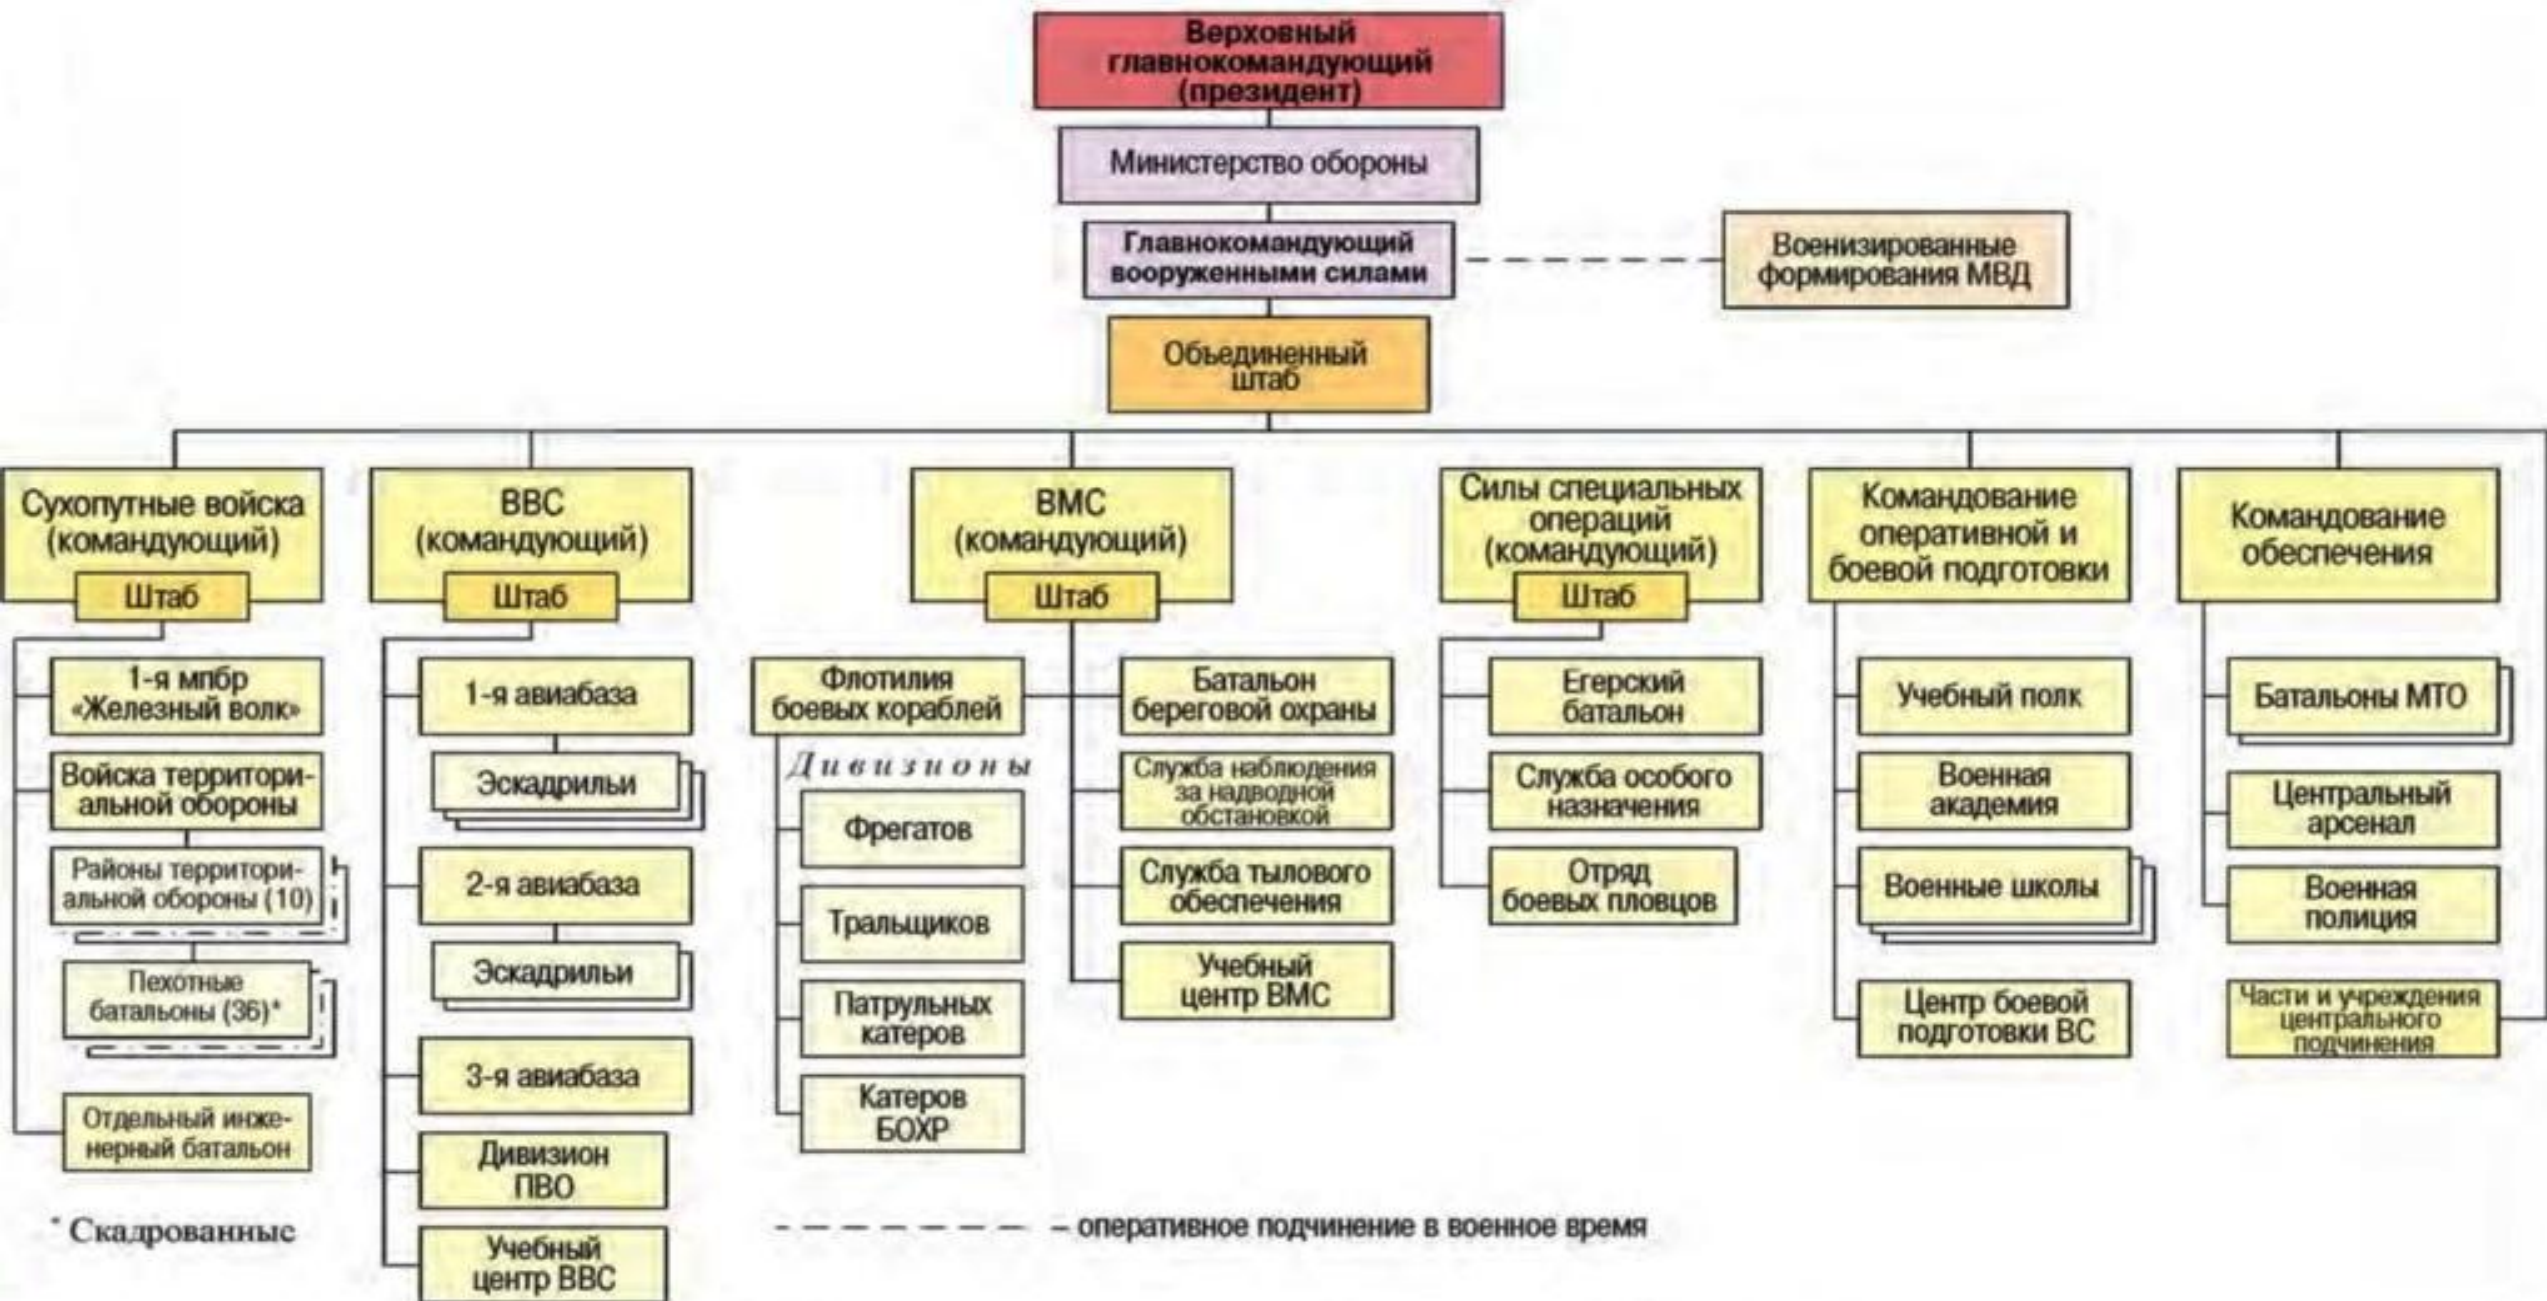 Верховный
главнокомандующий
(президент)
Министерство обороны
Главнокомандующий
вооруженными силами
Военизированные
формирования МВД
Объединенный
штаб
Сухопутные войска
(командующий)
Штаб
1-я мпбр
«Железный волк»
Войска территори-
альной обороны
Районы территори-
альной обороны (10)
Пехотные
батальоны (36)*
Отдельный инже-
нерный батальон
* Скадрованные
ВВС
(командующий)
Штаб
1-я авиабаза
Эскадрильи
2-я авиабаза
Эскадрильи
3-я авиабаза
Дивизион
ПВО
Учебный
центр ВВС
ВМС
(командующий)
Штаб
Флотилия
боевых кораблей
Дивизионы
Фрегатов
Тральщиков
Патрульных
катеров
Катеров
БОХР
Батальон
береговой охраны
Служба наблюдения
за надводной
обстановкой
Служба тылового
обеспечения
Учебный
центр ВМС
Силы специальных
операций
(командующий)
Штаб
Егерский
батальон
Служба особого
назначения
Отряд
боевых пловцов
Командование
оперативной и
боевой подготовки
Учебный полк
Военная
академия
Военные школы
Центр боевой
подготовки ВС
Командование
обеспечения
Батальоны МТО
Центральный
арсенал
Военная
полиция
Части и учреждения
центрального
подчинения
– оперативное подчинение в военное время